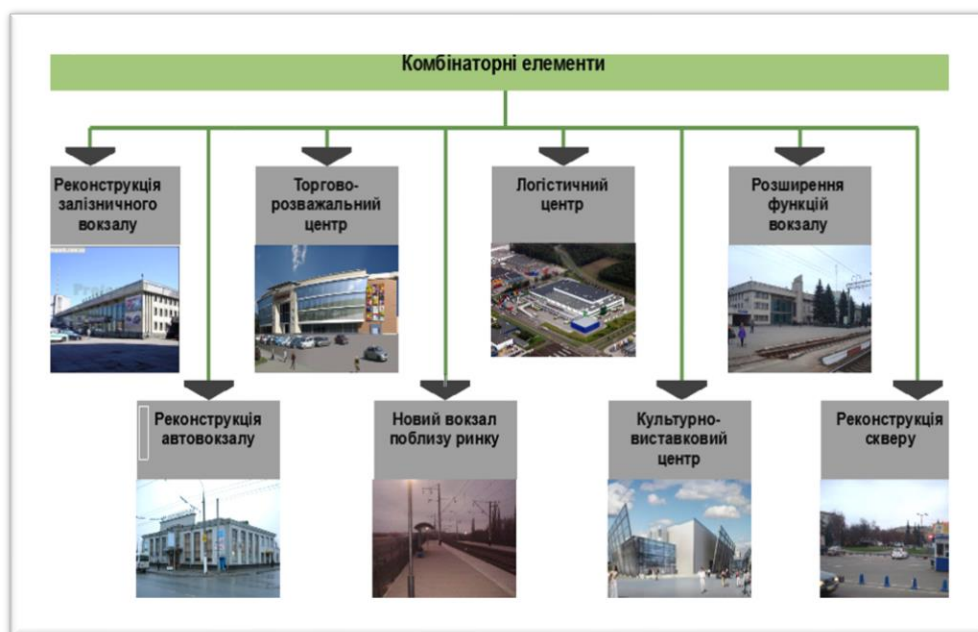 Комбінаторні елементи
Реконструкція
залізничного
вокзалу
Торгово-
розважальний
центр
Логістичний
центр
Розширення
функцій
вокзалу
Реконструкція
автовокзалу
Новий вокзал
поблизу ринку
Культурно-
виставковий
центр
Реконструкція
скверу